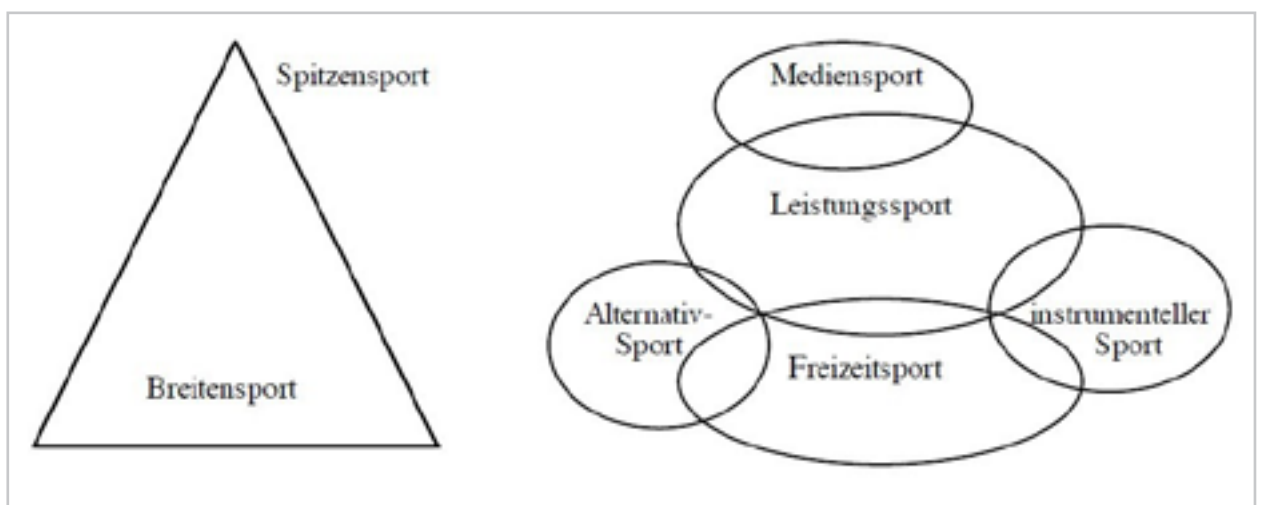 Spitzensport
Breitensport
Mediensport
Leistungssport
Alternativ-
Sport
instrumenteller
Sport
Freizeitsport